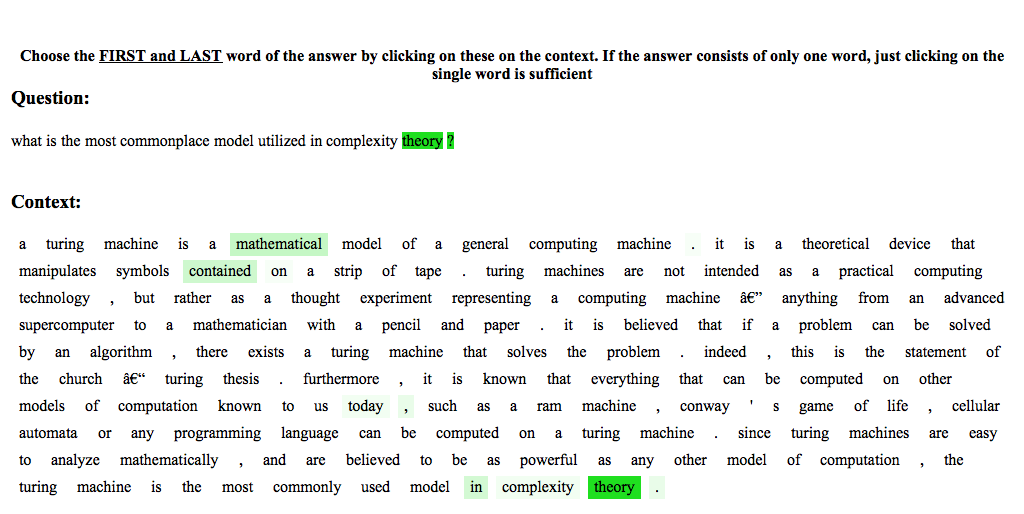 Choose the FIRST and LAST word of the answer by clicking on these on the context. If the answer consists of only one word, just clicking on the
single word is sufficient
Question:
what is the most commonplace model utilized in complexity theory ?
Context:
a turing machine is a mathematical model of a general computing machine . it is a theoretical device that
manipulates symbols contained on a strip of tape . turing machines are not intended as a practical computing
technology , but rather as a thought experiment representing a computing machine â€” anything from an advanced
supercomputer to a mathematician with a pencil and paper . it is believed that if a problem can be solved
by an algorithm , there exists a turing machine that solves the problem . indeed , this is the statement of
the church â€“ turing thesis . furthermore , it is known that everything that can be computed on other
models of computation known to us today , such as a ram machine , conway ' s game of life , cellular
automata or any programming language can be computed on a turing machine . since turing machines are easy
to analyze mathematically , and are believed to be as powerful as any other model of computation , the
turing machine is the most commonly used model in complexity theory .